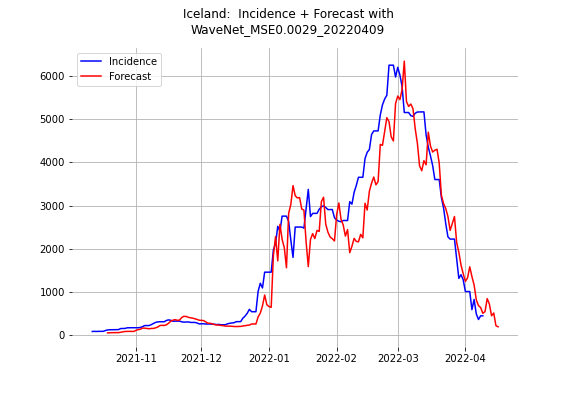 Iceland:  Incidence + Forecast with
WaveNet_MSE0.0029_20220409
Incidence
Forecast
6000
5000
4000
3000
2000
1000
0
2021-11 2021-12 2022-01 2022-02 2022-03 2022-04